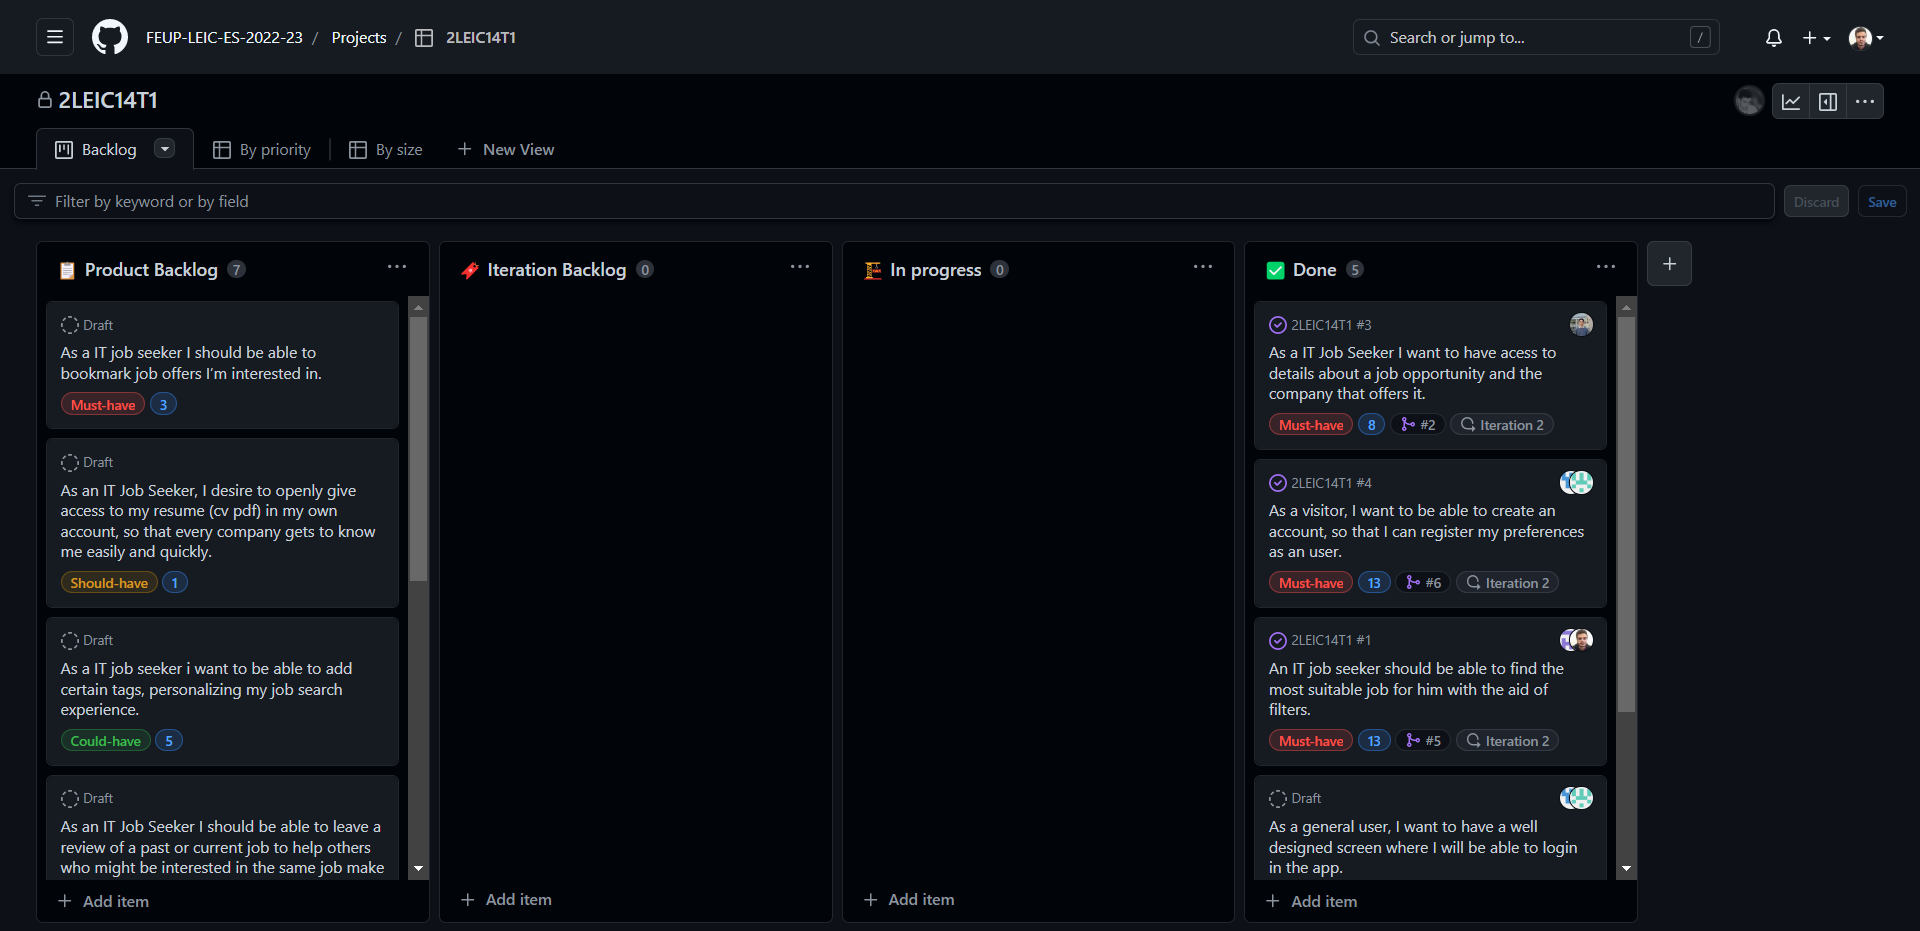 FEUP-LEIC-ES-2022-23 / Projects / 2LEIC14T1
Search or jump to... /
2LEIC14T1
Backlog By priority By size New View
Filter by keyword or by field Discard Save
Product Backlog 7
Draft
As a IT job seeker I should be able to
bookmark job offers I'm interested in.
Must-have 3
Draft
As an IT Job Seeker, I desire to openly give
access to my resume (cv pdf) in my own
account, so that every company gets to know
me easily and quickly.
Should-have 1
Draft
As a IT job seeker i want to be able to add
certain tags, personalizing my job search
experience.
Could-have 5
Draft
As an IT Job Seeker I should be able to leave a
review of a past or current job to help others
who might be interested in the same job make
Add item
Iteration Backlog 0
Add item
In progress 0
Add item
Done 5
2LEIC14T1 #3
As a IT Job Seeker I want to have acess to
details about a job opportunity and the
company that offers it.
Must-have 8 #2 Iteration 2
2LEIC14T1 #4
As a visitor, I want to be able to create an
account, so that I can register my preferences
as an user.
Must-have 13 #6 Iteration 2
2LEIC14T1 #1
An IT job seeker should be able to find the
most suitable job for him with the aid of
filters.
Must-have 13 #5 Iteration 2
Draft
As a general user, I want to have a well
designed screen where I will be able to login
in the app.
Add item